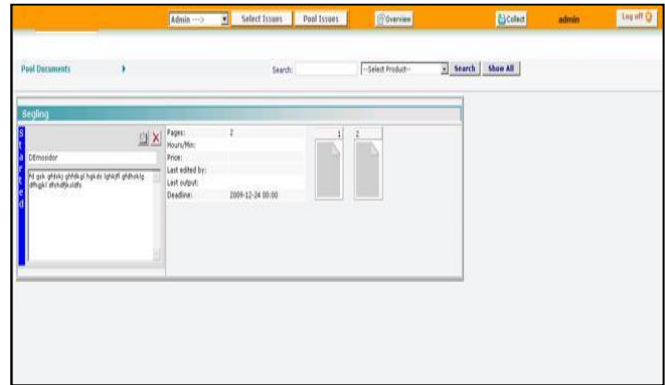 Admin ---> Select Issues Pool Issues Overview Collect admin Log off
Pool Documents Search: --Select Product-- Search Show All
Segling
Started
Pages: 2
Hours/Min:
Price:
Last edited by:
Last output:
Deadline: 2009-12-24 00:00
DEmosidor
1 2